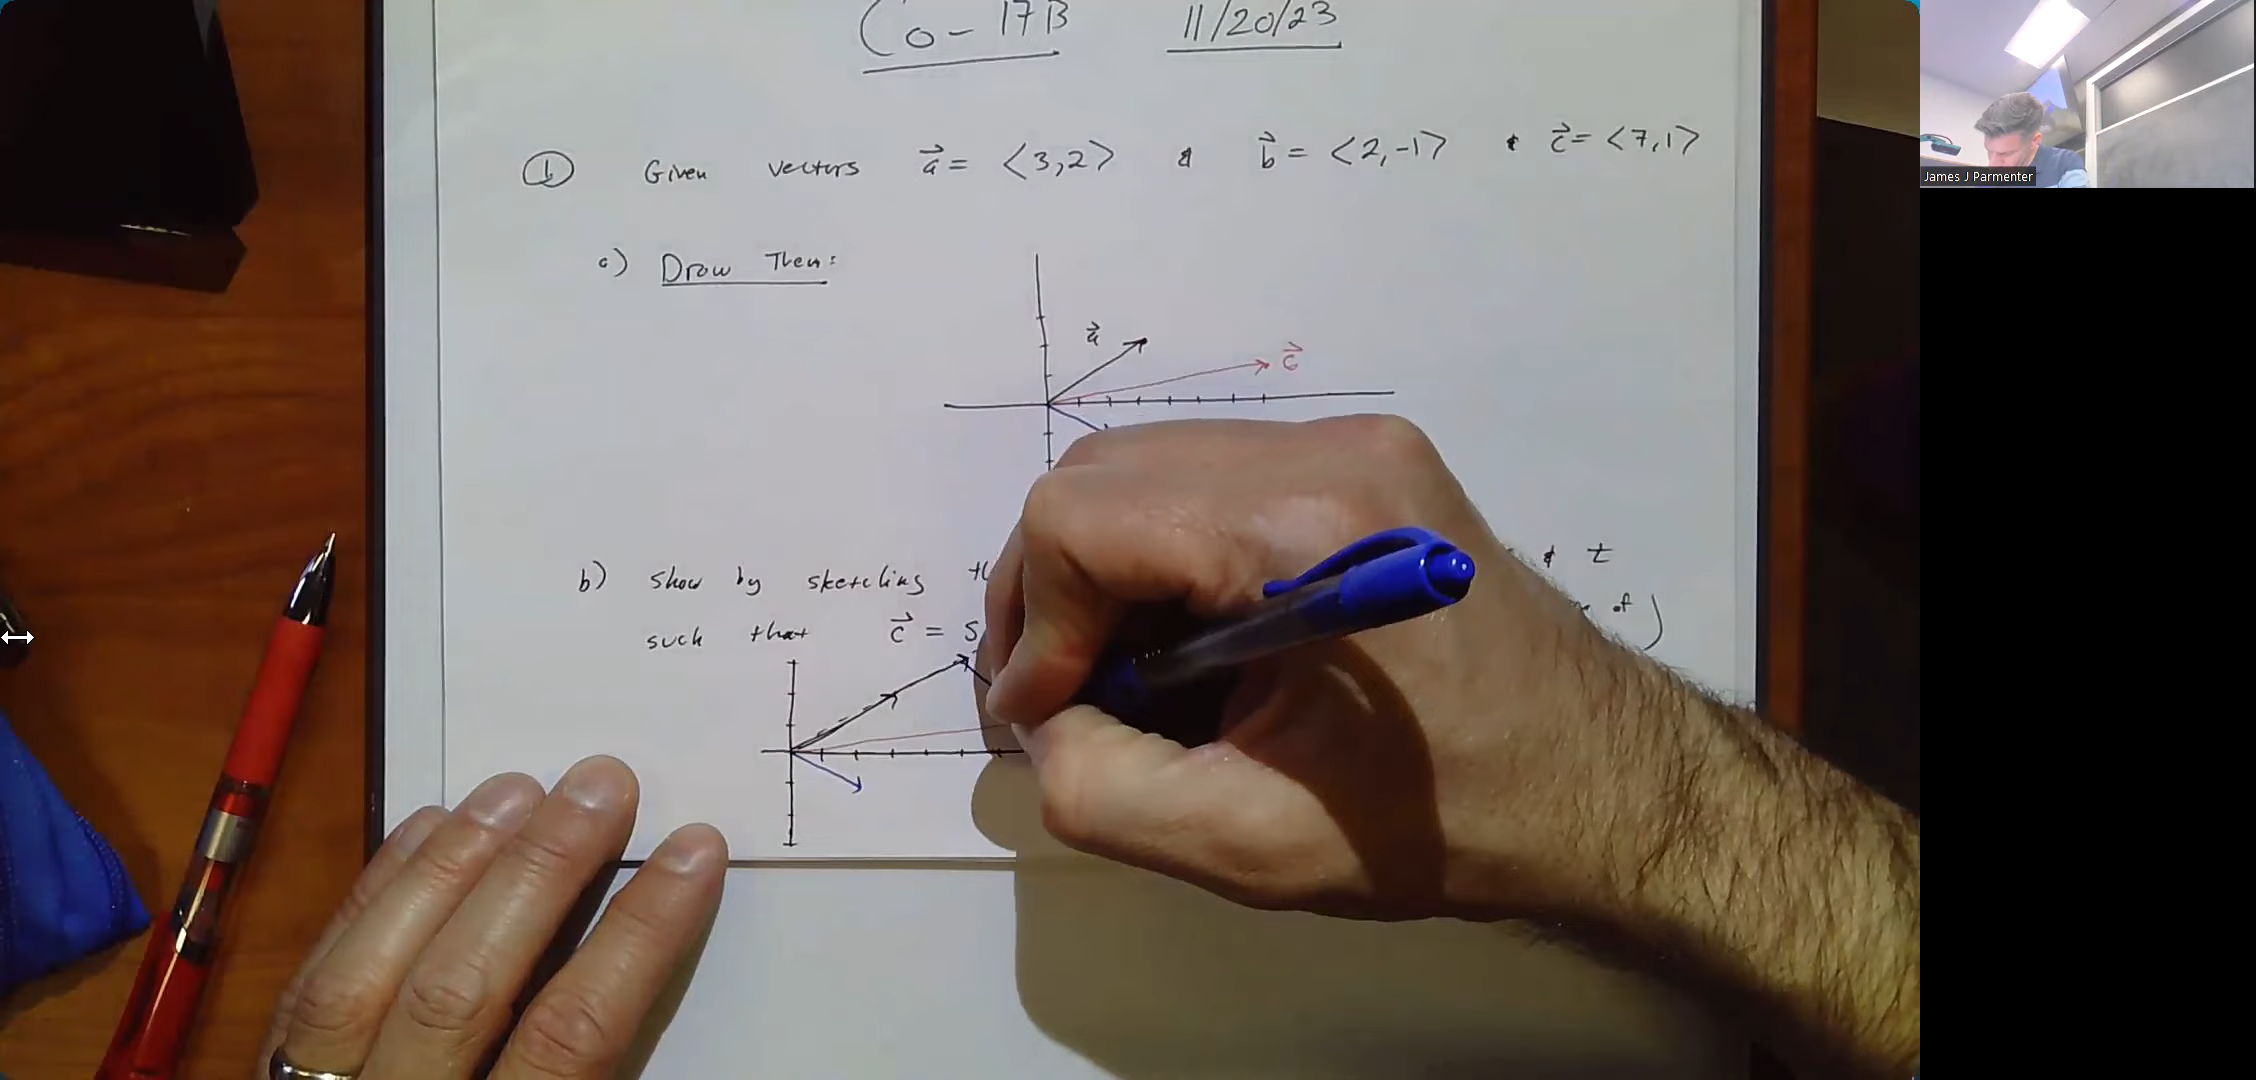 Co-17B 11/20/23
① Given vectors a⃗ = <3,2> & b⃗ = <2,-1> & c⃗ = <7,1>
a) Draw Them:
a⃗
c⃗
b) show by sketching & t
such that c⃗ = s of)
James J Parmenter